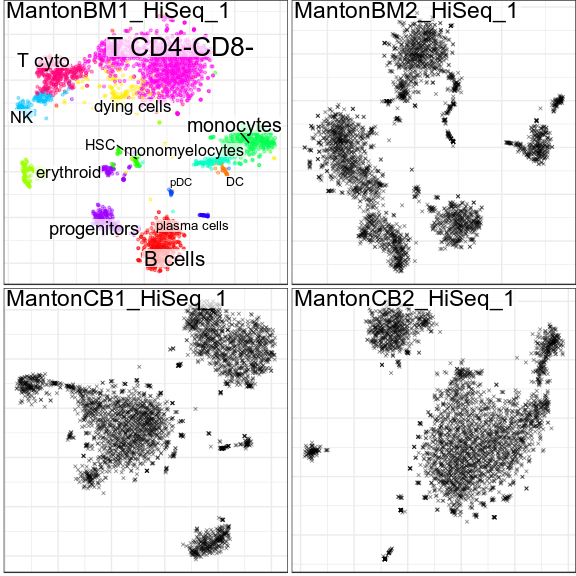 MantonBM1_HiSeq_1
MantonBM2_HiSeq_1
T CD4-CD8-
T cyto
dying cells
NK
monocytes
HSC
monomyelocytes
erythroid
DC
pDC
plasma cells
progenitors
B cells
MantonCB1_HiSeq_1
MantonCB2_HiSeq_1